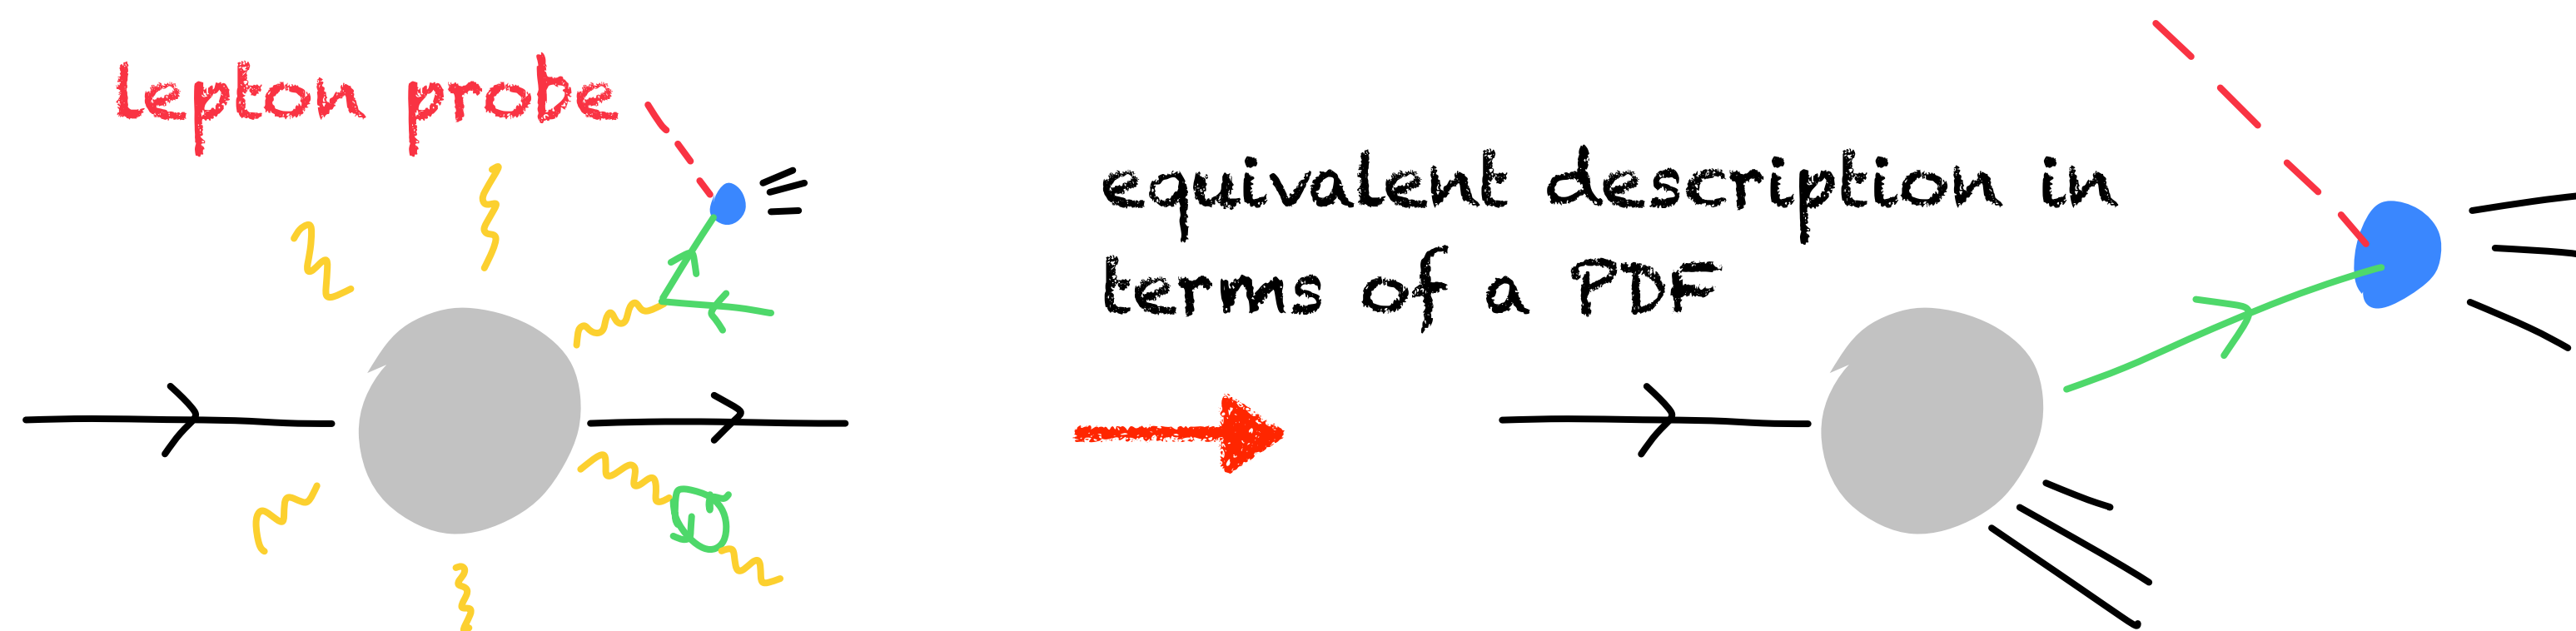 lepton probe
equivalent description in
terms of a PDF